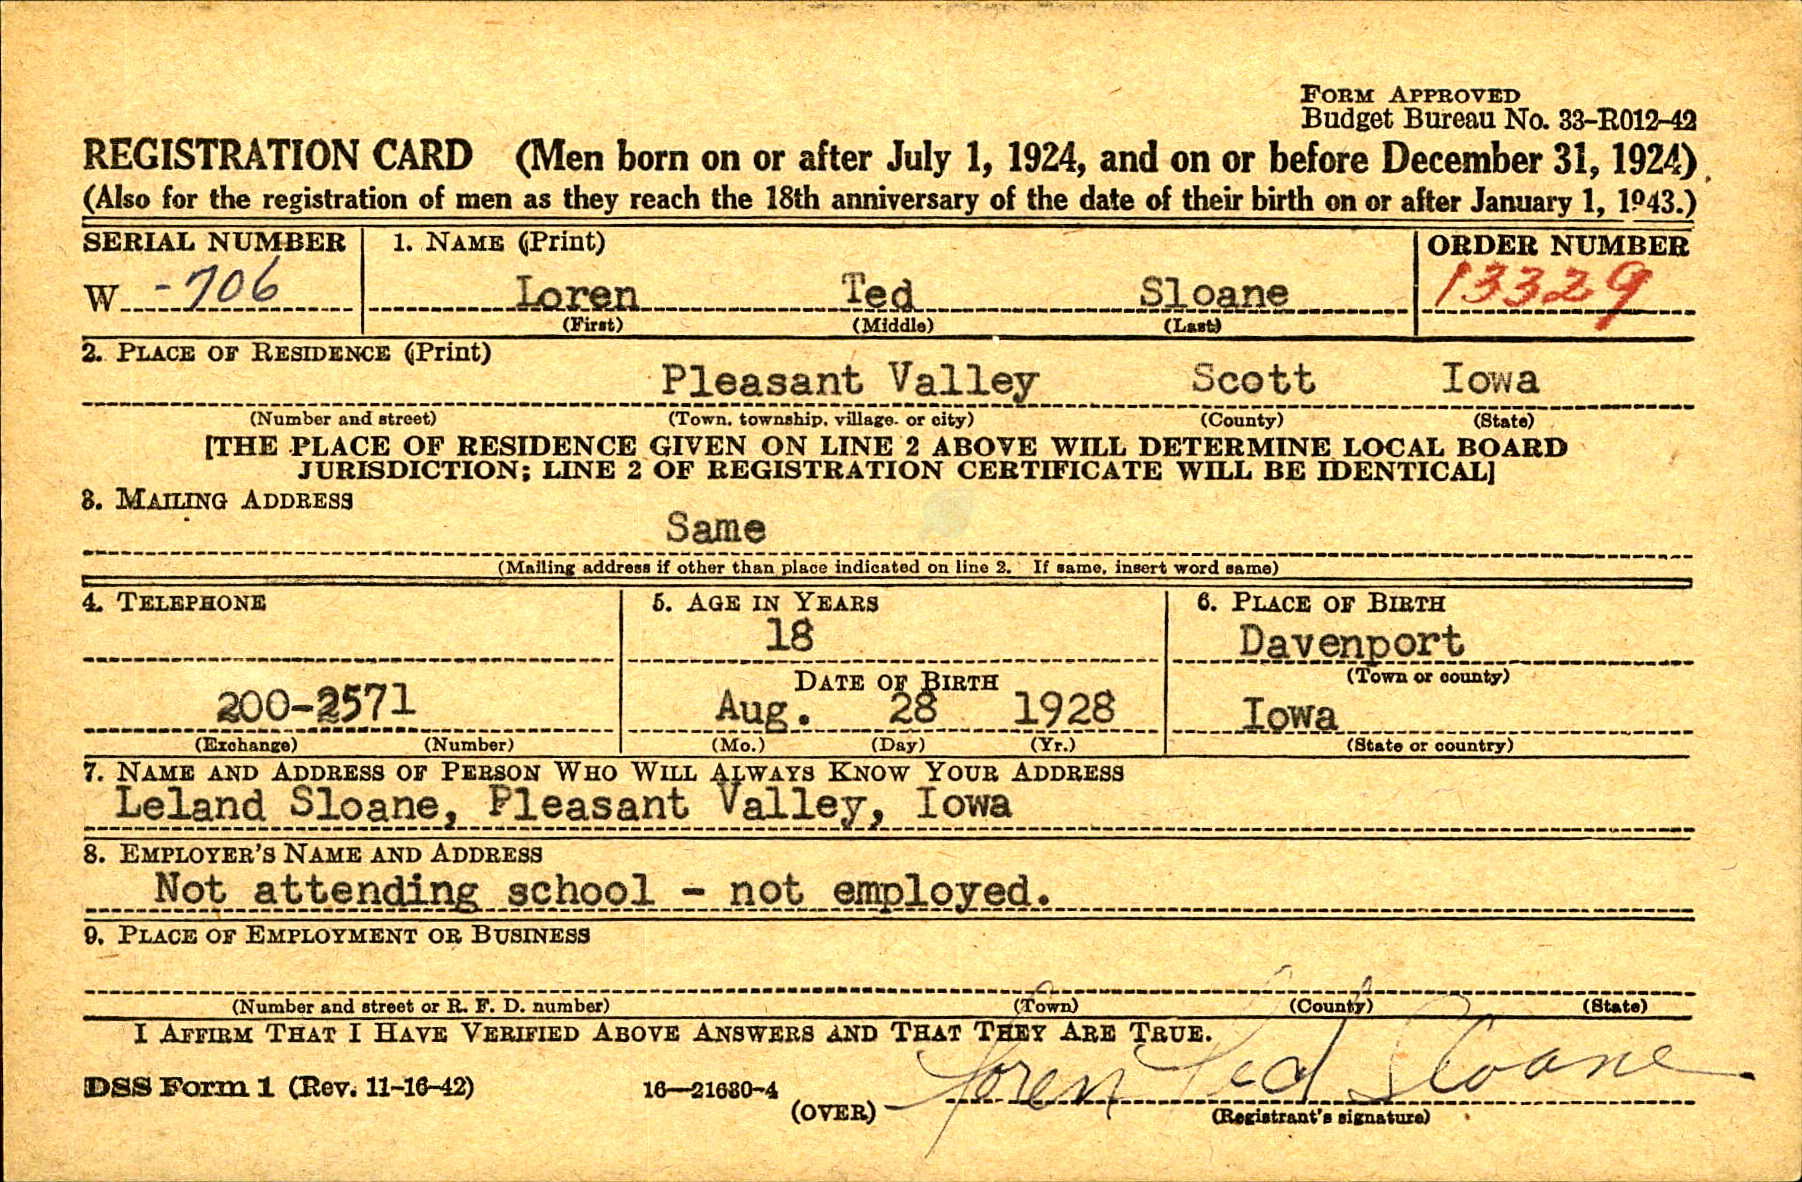 FORM APPROVED
Budget Bureau No. 33-R012-42
REGISTRATION CARD (Men born on or after July 1, 1924, and on or before December 31, 1924)
(Also for the registration of men as they reach the 18th anniversary of the date of their birth on or after January 1, 1943.)
SERIAL NUMBER 1. NAME (Print) ORDER NUMBER
W -706 Loren Ted Sloane 13329
(First) (Middle) (Last)
2. PLACE OF RESIDENCE (Print)
Pleasant Valley Scott Iowa
(Number and street) (Town, township, village, or city) (County) (State)
[THE PLACE OF RESIDENCE GIVEN ON LINE 2 ABOVE WILL DETERMINE LOCAL BOARD
JURISDICTION; LINE 2 OF REGISTRATION CERTIFICATE WILL BE IDENTICAL]
3. MAILING ADDRESS
Same
(Mailing address if other than place indicated on line 2. If same, insert word same)
4. TELEPHONE 5. AGE IN YEARS 6. PLACE OF BIRTH
18 Davenport
DATE OF BIRTH (Town or county)
200-2571 Aug. 28 1928 Iowa
(Exchange) (Number) (Mo.) (Day) (Yr.) (State or country)
7. NAME AND ADDRESS OF PERSON WHO WILL ALWAYS KNOW YOUR ADDRESS
Leland Sloane, Pleasant Valley, Iowa
8. EMPLOYER'S NAME AND ADDRESS
Not attending school - not employed.
9. PLACE OF EMPLOYMENT OR BUSINESS
(Number and street or R. F. D. number) (Town) (County) (State)
I AFFIRM THAT I HAVE VERIFIED ABOVE ANSWERS AND THAT THEY ARE TRUE.
Loren Ted Sloane
DSS Form 1 (Rev. 11-16-42) 16—21630-4 (OVER) (Registrant's signature)